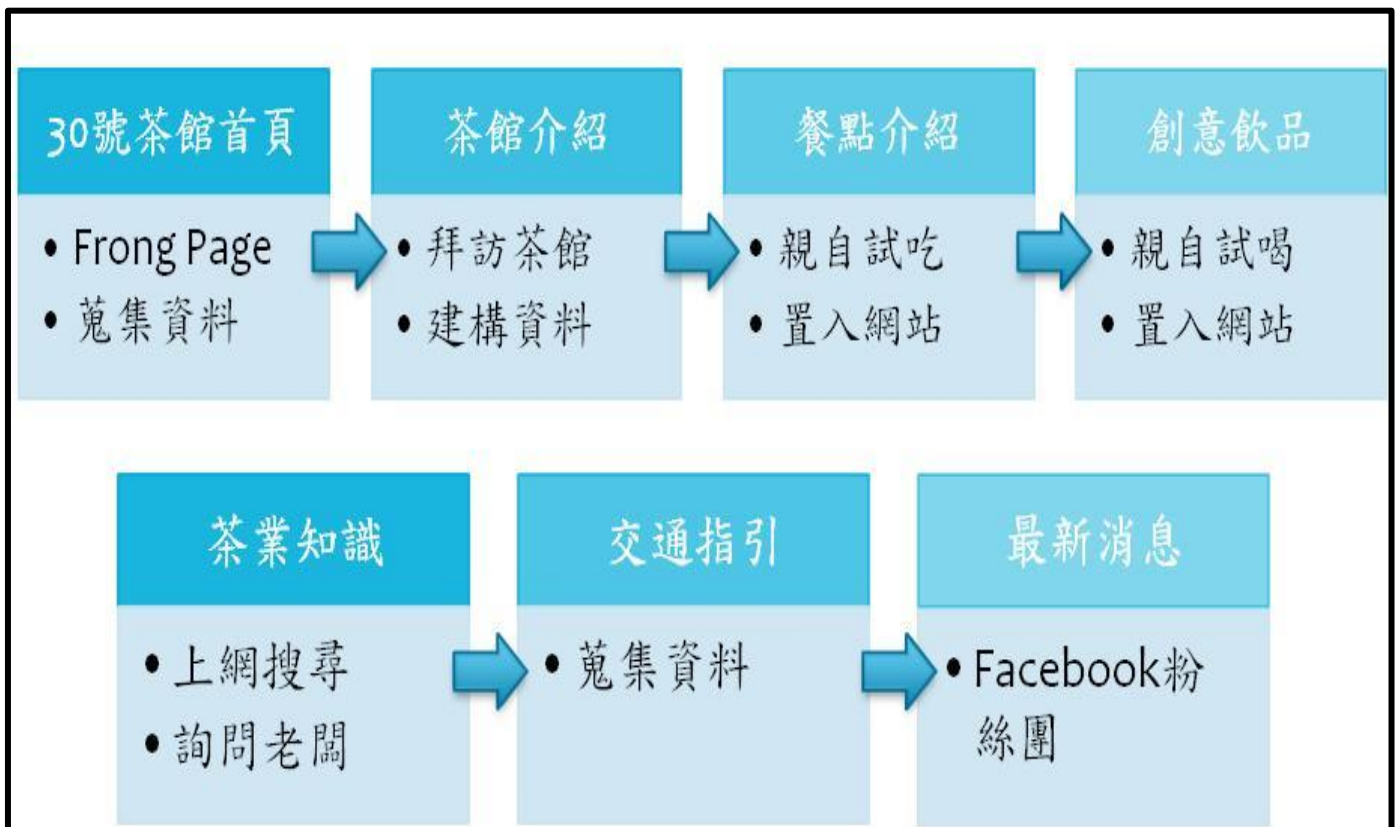 30號茶館首頁
• Frong Page
• 蒐集資料
茶館介紹
• 拜訪茶館
• 建構資料
餐點介紹
• 親自試吃
• 置入網站
創意飲品
• 親自試喝
• 置入網站
茶業知識
• 上網搜尋
• 詢問老闆
交通指引
• 蒐集資料
最新消息
• Facebook粉
絲團